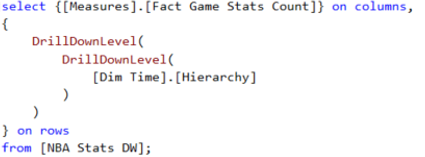 select {[Measures].[Fact Game Stats Count]} on columns,
{
    DrillDownLevel(
        DrillDownLevel(
            [Dim Time].[Hierarchy]
        )
    )
} on rows
from [NBA Stats DW];